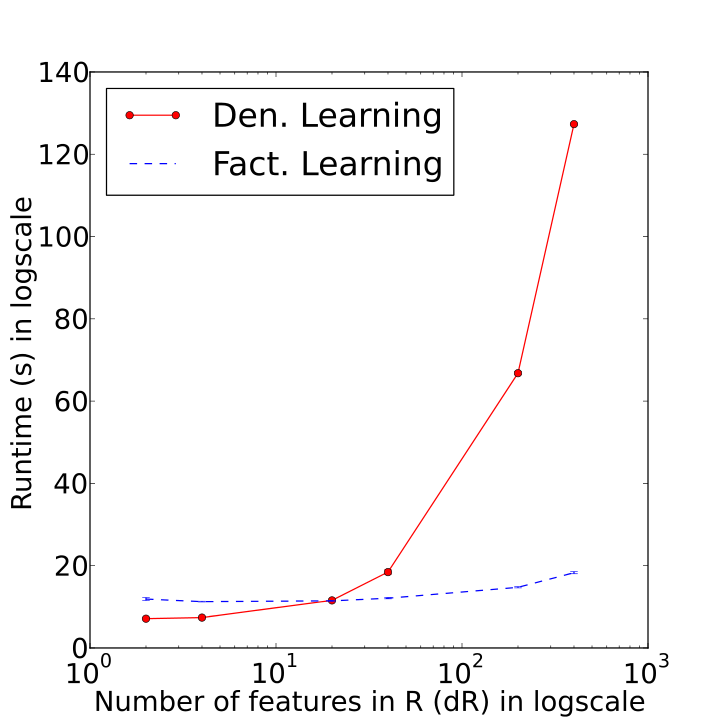 Den. Learning
Fact. Learning
140
120
100
80
60
40
20
0
Runtime (s) in logscale
10^0 10^1 10^2 10^3
Number of features in R (dR) in logscale